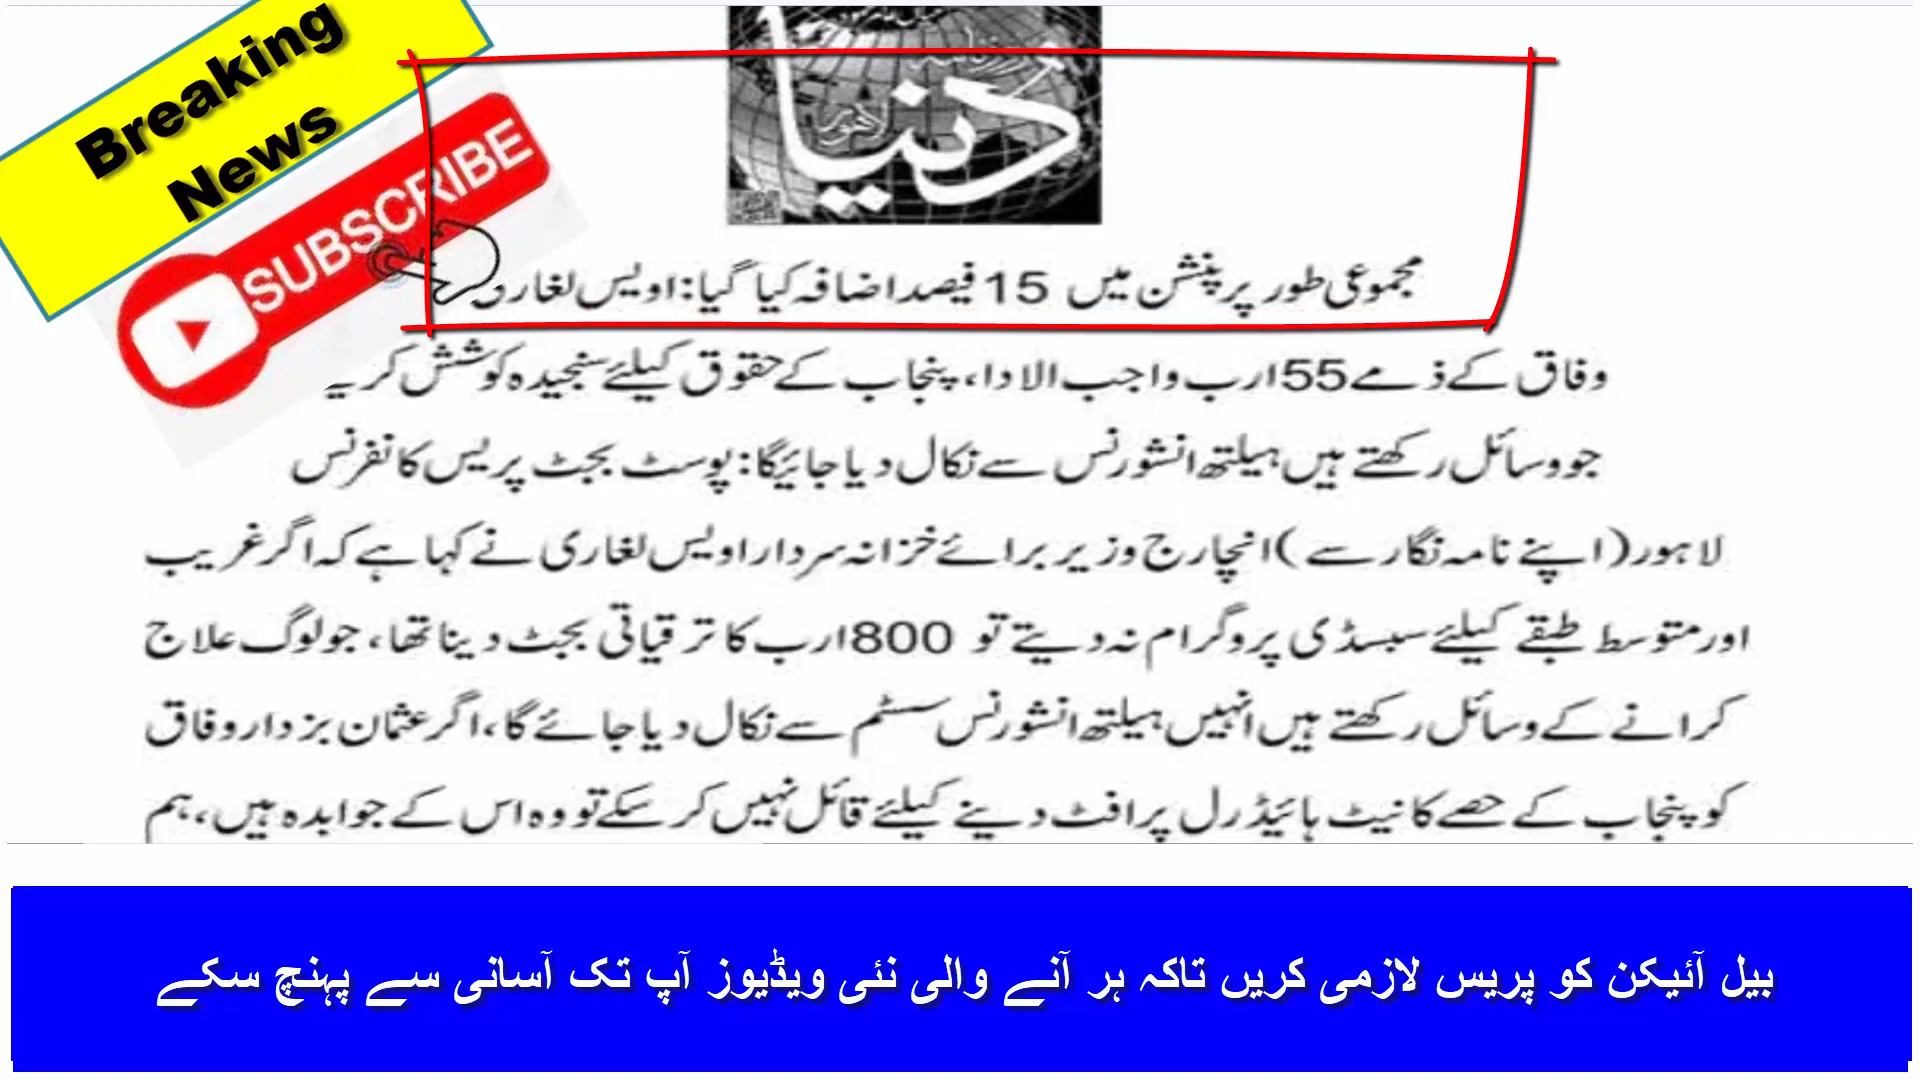 Breaking
News
SUBSCRIBE
دنیا
لاہور
مجموعی طور پر پنشن میں 15 فیصد اضافہ کیا گیا: اویس لغاری
وفاق کے ذمے 55 ارب واجب الادا، پنجاب کے حقوق کیلئے سنجیدہ کوشش کر
جو وسائل رکھتے ہیں ہیلتھ انشورنس سے نکال دیا جائیگا: پوسٹ بجٹ پریس کانفرنس
لاہور (اپنے نامہ نگار سے) انچارج وزیر برائے خزانہ سردار اویس لغاری نے کہا ہے کہ اگر غریب
اور متوسط طبقے کیلئے سبسڈی پروگرام نہ دیتے تو 800 ارب کا ترقیاتی بجٹ دینا تھا، جو لوگ علاج
کرانے کے وسائل رکھتے ہیں انہیں ہیلتھ انشورنس سسٹم سے نکال دیا جائے گا، اگر عثمان بزدار وفاق
کو پنجاب کے حصے کا نیٹ ہائیڈرل پرافٹ دینے کیلئے قائل نہیں کر سکے تو وہ اس کے جوابدہ ہیں، ہم
بیل آئیکن کو پریس لازمی کریں تاکہ ہر آنے والی نئی ویڈیوز آپ تک آسانی سے پہنچ سکے